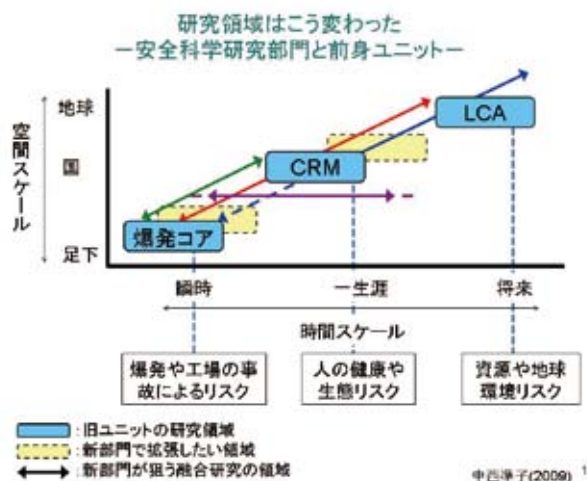 研究領域はこう変わった
ー安全科学研究部門と前身ユニットー
空間スケール
地球
国
足下
LCA
CRM
爆発コア
瞬時
一生涯
将来
時間スケール
爆発や工場の事
故によるリスク
人の健康や
生態リスク
資源や地球
環境リスク
:旧ユニットの研究領域
:新部門で拡張したい領域
:新部門が狙う融合研究の領域
中西準子(2009)
1